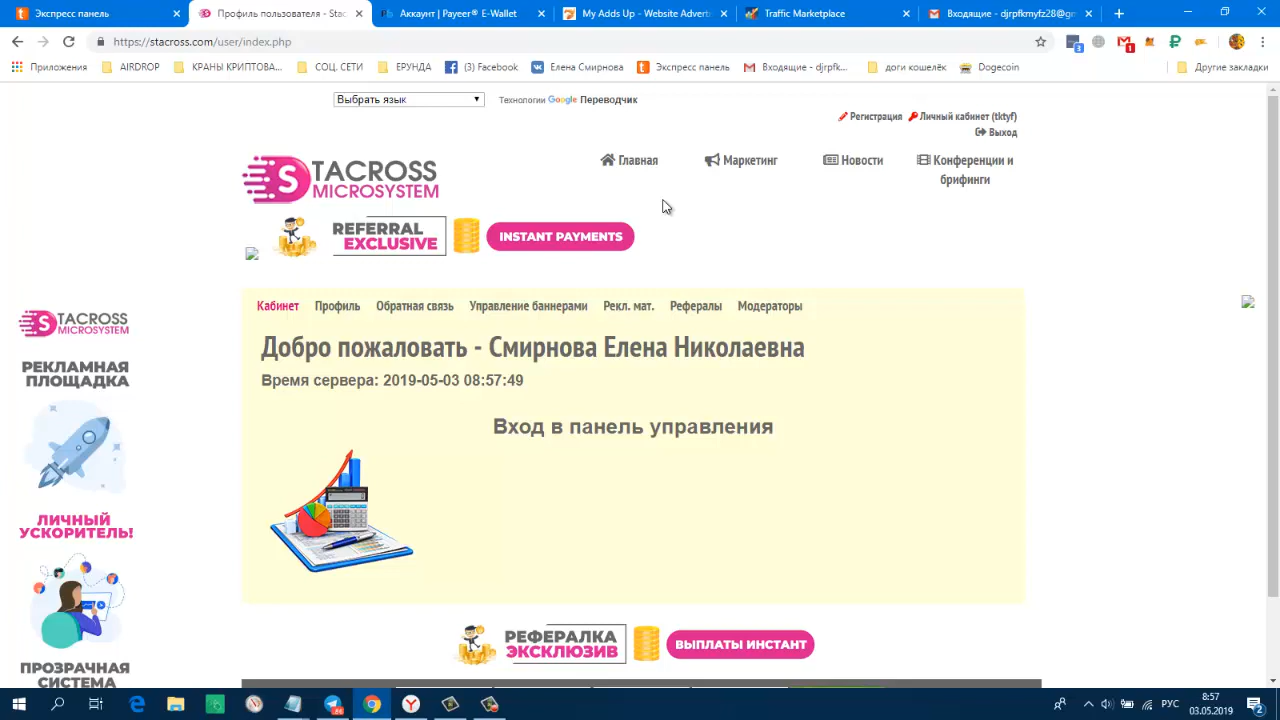 Экспресс панель
Профиль пользователя - Stac
Аккаунт | Payeer® E-Wallet
My Adds Up - Website Advert
Traffic Marketplace
Входящие - djrpfkmyfz28@gm
https://stacross.com/user/index.php
Приложения
AIRDROP
КРАНЫ КРИПТОВА...
СОЦ. СЕТИ
ЕРУНДА
(3) Facebook
Елена Смирнова
Экспресс панель
Входящие - djrpfk...
доги кошелёк
Dogecoin
Другие закладки
Выбрать язык
Технологии Google Переводчик
Регистрация
Личный кабинет (tktyf)
Выход
STACROSS
MICROSYSTEM
Главная
Маркетинг
Новости
Конференции и
брифинги
REFERRAL
EXCLUSIVE
INSTANT PAYMENTS
Кабинет
Профиль
Обратная связь
Управление баннерами
Рекл. мат.
Рефералы
Модераторы
Добро пожаловать - Смирнова Елена Николаевна
Время сервера: 2019-05-03 08:57:49
Вход в панель управления
STACROSS
MICROSYSTEM
РЕКЛАМНАЯ
ПЛОЩАДКА
ЛИЧНЫЙ
УСКОРИТЕЛЬ!
ПРОЗРАЧНАЯ
СИСТЕМА
РЕФЕРАЛКА
ЭКСКЛЮЗИВ
ВЫПЛАТЫ ИНСТАНТ
РУС
8:57
03.05.2019